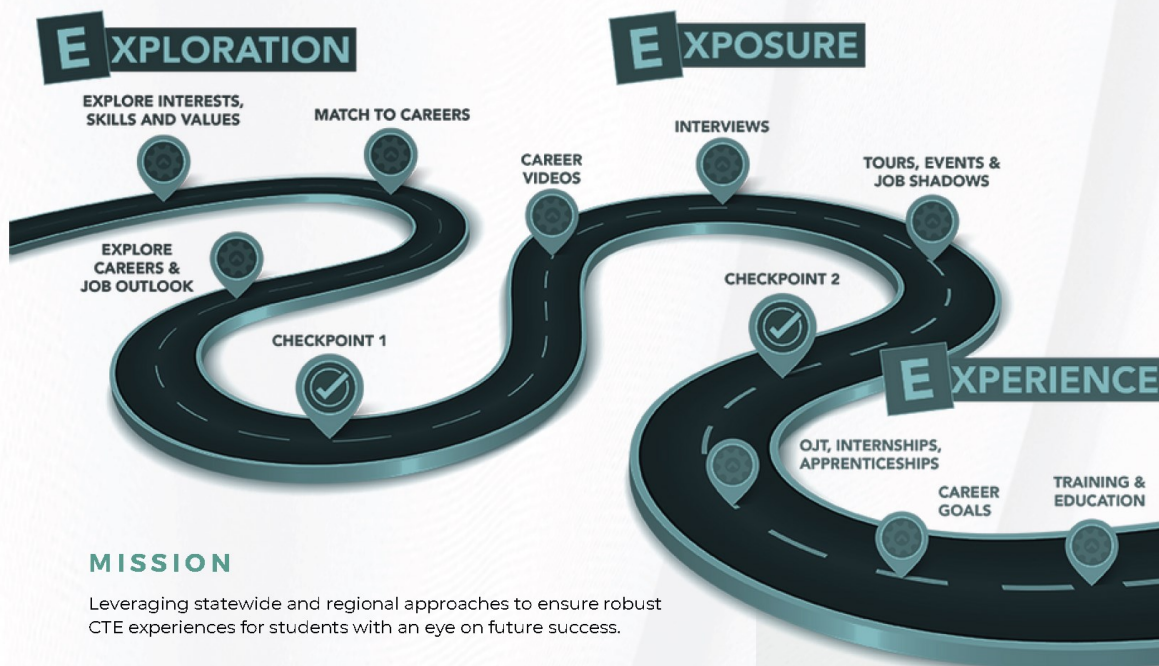 EXPLORATION
EXPLORE INTERESTS,
SKILLS AND VALUES
MATCH TO CAREERS
EXPLORE
CAREERS &
JOB OUTLOOK
CHECKPOINT 1
EXPOSURE
CAREER
VIDEOS
INTERVIEWS
TOURS, EVENTS &
JOB SHADOWS
CHECKPOINT 2
EXPERIENCE
OJT, INTERNSHIPS,
APPRENTICESHIPS
CAREER
GOALS
TRAINING &
EDUCATION
MISSION
Leveraging statewide and regional approaches to ensure robust
CTE experiences for students with an eye on future success.